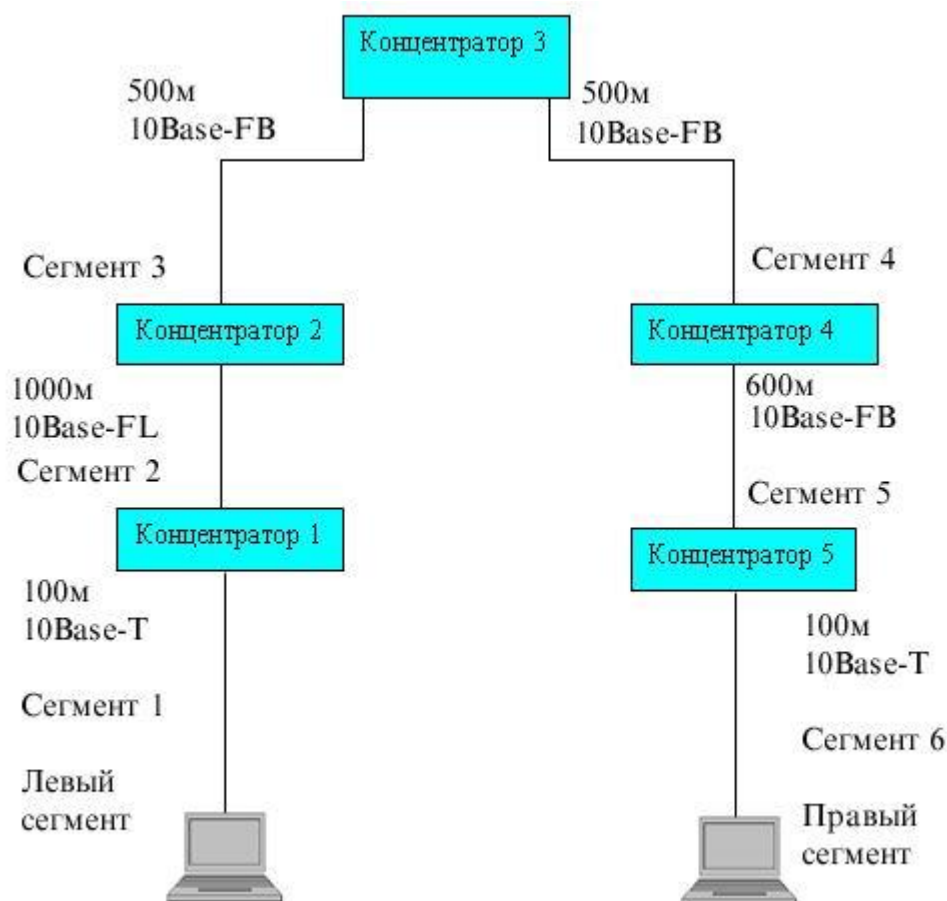 Концентратор 3
500м
10Base-FB
500м
10Base-FB
Сегмент 3
Сегмент 4
Концентратор 2
Концентратор 4
1000м
10Base-FL
600м
10Base-FB
Сегмент 2
Сегмент 5
Концентратор 1
Концентратор 5
100м
10Base-T
100м
10Base-T
Сегмент 1
Сегмент 6
Левый
сегмент
Правый
сегмент